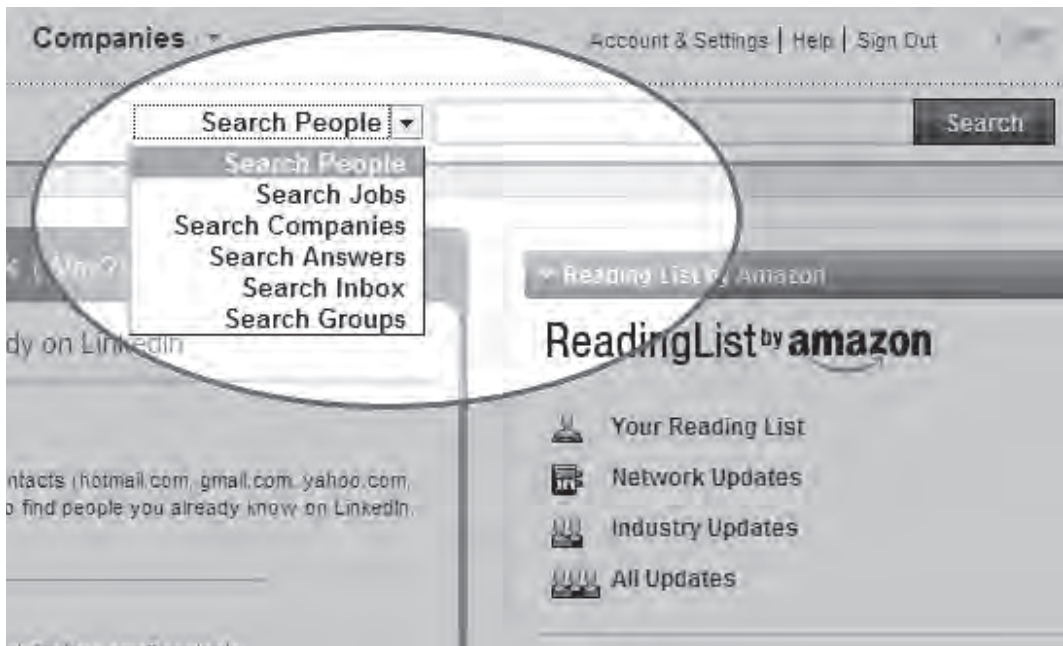 Companies
Account & Settings | Help | Sign Out
Search People
Search
Search People
Search Jobs
Search Companies
Search Answers
Search Inbox
Search Groups
Reading List by Amazon
dy on LinkedIn
ReadingList by amazon
Your Reading List
Network Updates
Industry Updates
All Updates
ntacts (hotmail.com, gmail.com, yahoo.com,
o find people you already know on LinkedIn.